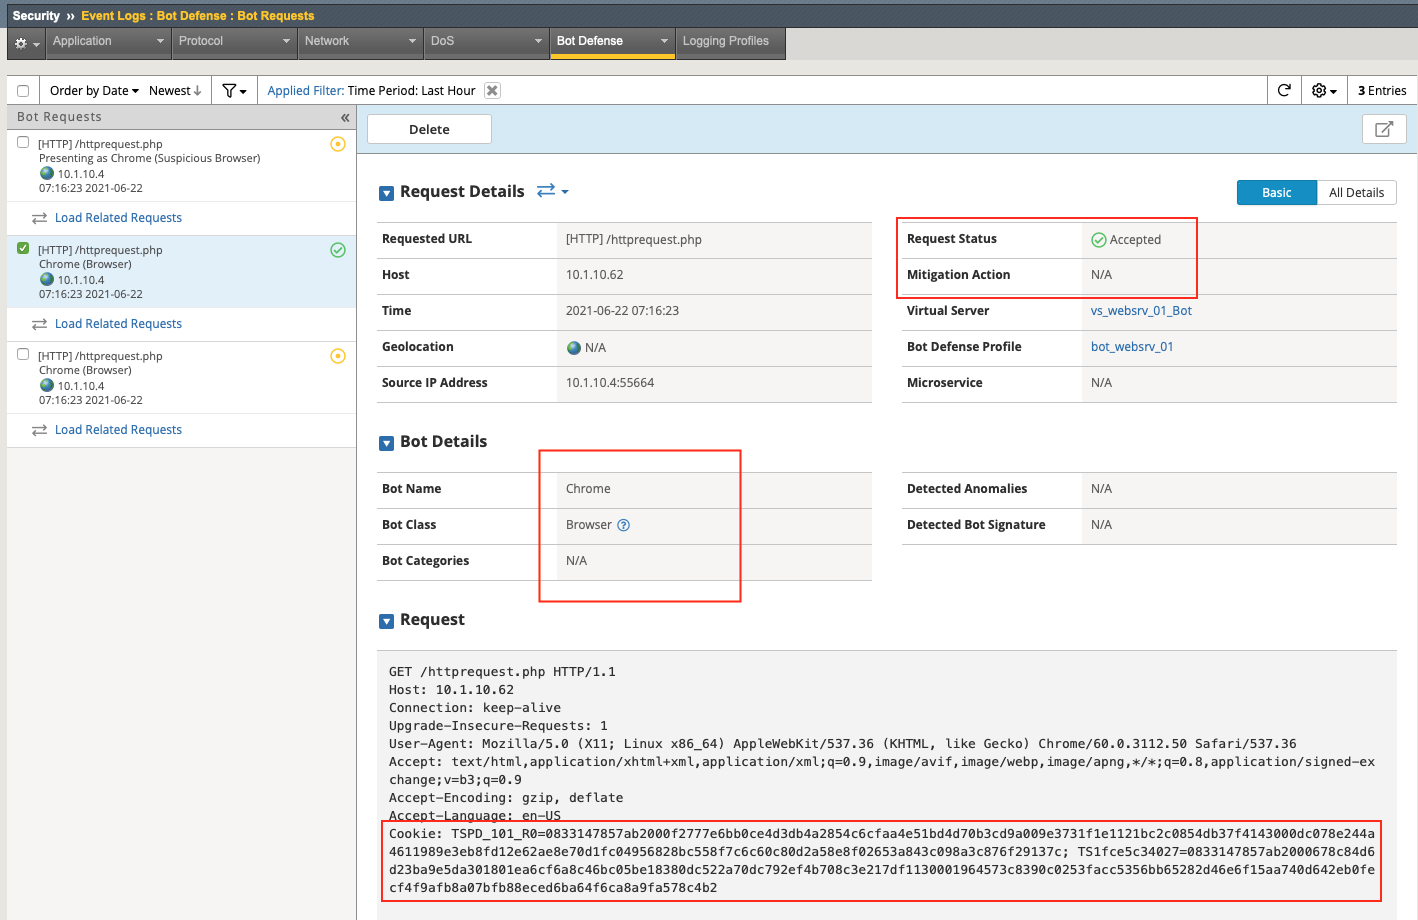 Security ›› Event Logs : Bot Defense : Bot Requests
Application Protocol Network DoS Bot Defense Logging Profiles
Order by Date Newest Applied Filter: Time Period: Last Hour 3 Entries
Bot Requests
[HTTP] /httprequest.php
Presenting as Chrome (Suspicious Browser)
10.1.10.4
07:16:23 2021-06-22
Load Related Requests
[HTTP] /httprequest.php
Chrome (Browser)
10.1.10.4
07:16:23 2021-06-22
Load Related Requests
[HTTP] /httprequest.php
Chrome (Browser)
10.1.10.4
07:16:23 2021-06-22
Load Related Requests
Delete
Request Details Basic All Details
Requested URL [HTTP] /httprequest.php
Host 10.1.10.62
Time 2021-06-22 07:16:23
Geolocation N/A
Source IP Address 10.1.10.4:55664
Request Status Accepted
Mitigation Action N/A
Virtual Server vs_websrv_01_Bot
Bot Defense Profile bot_websrv_01
Microservice N/A
Bot Details
Bot Name Chrome
Bot Class Browser ?
Bot Categories N/A
Detected Anomalies N/A
Detected Bot Signature N/A
Request
GET /httprequest.php HTTP/1.1
Host: 10.1.10.62
Connection: keep-alive
Upgrade-Insecure-Requests: 1
User-Agent: Mozilla/5.0 (X11; Linux x86_64) AppleWebKit/537.36 (KHTML, like Gecko) Chrome/60.0.3112.50 Safari/537.36
Accept: text/html,application/xhtml+xml,application/xml;q=0.9,image/avif,image/webp,image/apng,*/*;q=0.8,application/signed-ex
change;v=b3;q=0.9
Accept-Encoding: gzip, deflate
Accept-Language: en-US
Cookie: TSPD_101_R0=0833147857ab2000f2777e6bb0ce4d3db4a2854c6cfaa4e51bd4d70b3cd9a009e3731f1e1121bc2c0854db37f4143000dc078e244a
4611989e3eb8fd12e62ae8e70d1fc04956828bc558f7c6c60c80d2a58e8f02653a843c098a3c876f29137c; TS1fce5c34027=0833147857ab2000678c84d6
d23ba9e5da301801ea6cf6a8c46bc05be18380dc522a70dc792ef4b708c3e217df1130001964573c8390c0253facc5356bb65282d46e6f15aa740d642eb0fe
cf4f9afb8a07bfb88eced6ba64f6ca8a9fa578c4b2